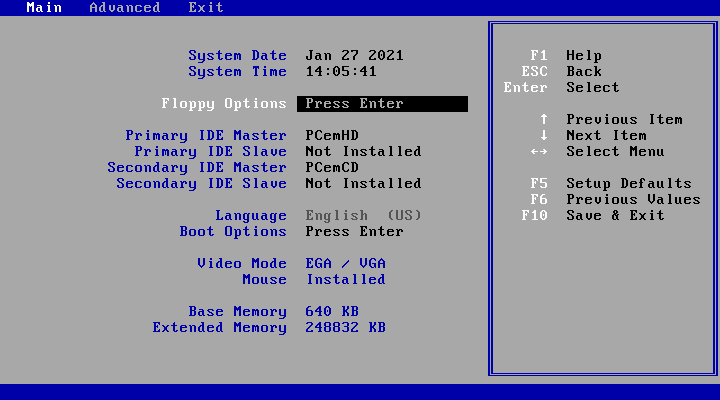 Main Advanced Exit
System Date Jan 27 2021
System Time 14:05:41
Floppy Options Press Enter
Primary IDE Master PCemHD
Primary IDE Slave Not Installed
Secondary IDE Master PCemCD
Secondary IDE Slave Not Installed
Language English (US)
Boot Options Press Enter
Video Mode EGA / VGA
Mouse Installed
Base Memory 640 KB
Extended Memory 248832 KB
F1 Help
ESC Back
Enter Select
↑ Previous Item
↓ Next Item
↔ Select Menu
F5 Setup Defaults
F6 Previous Values
F10 Save & Exit